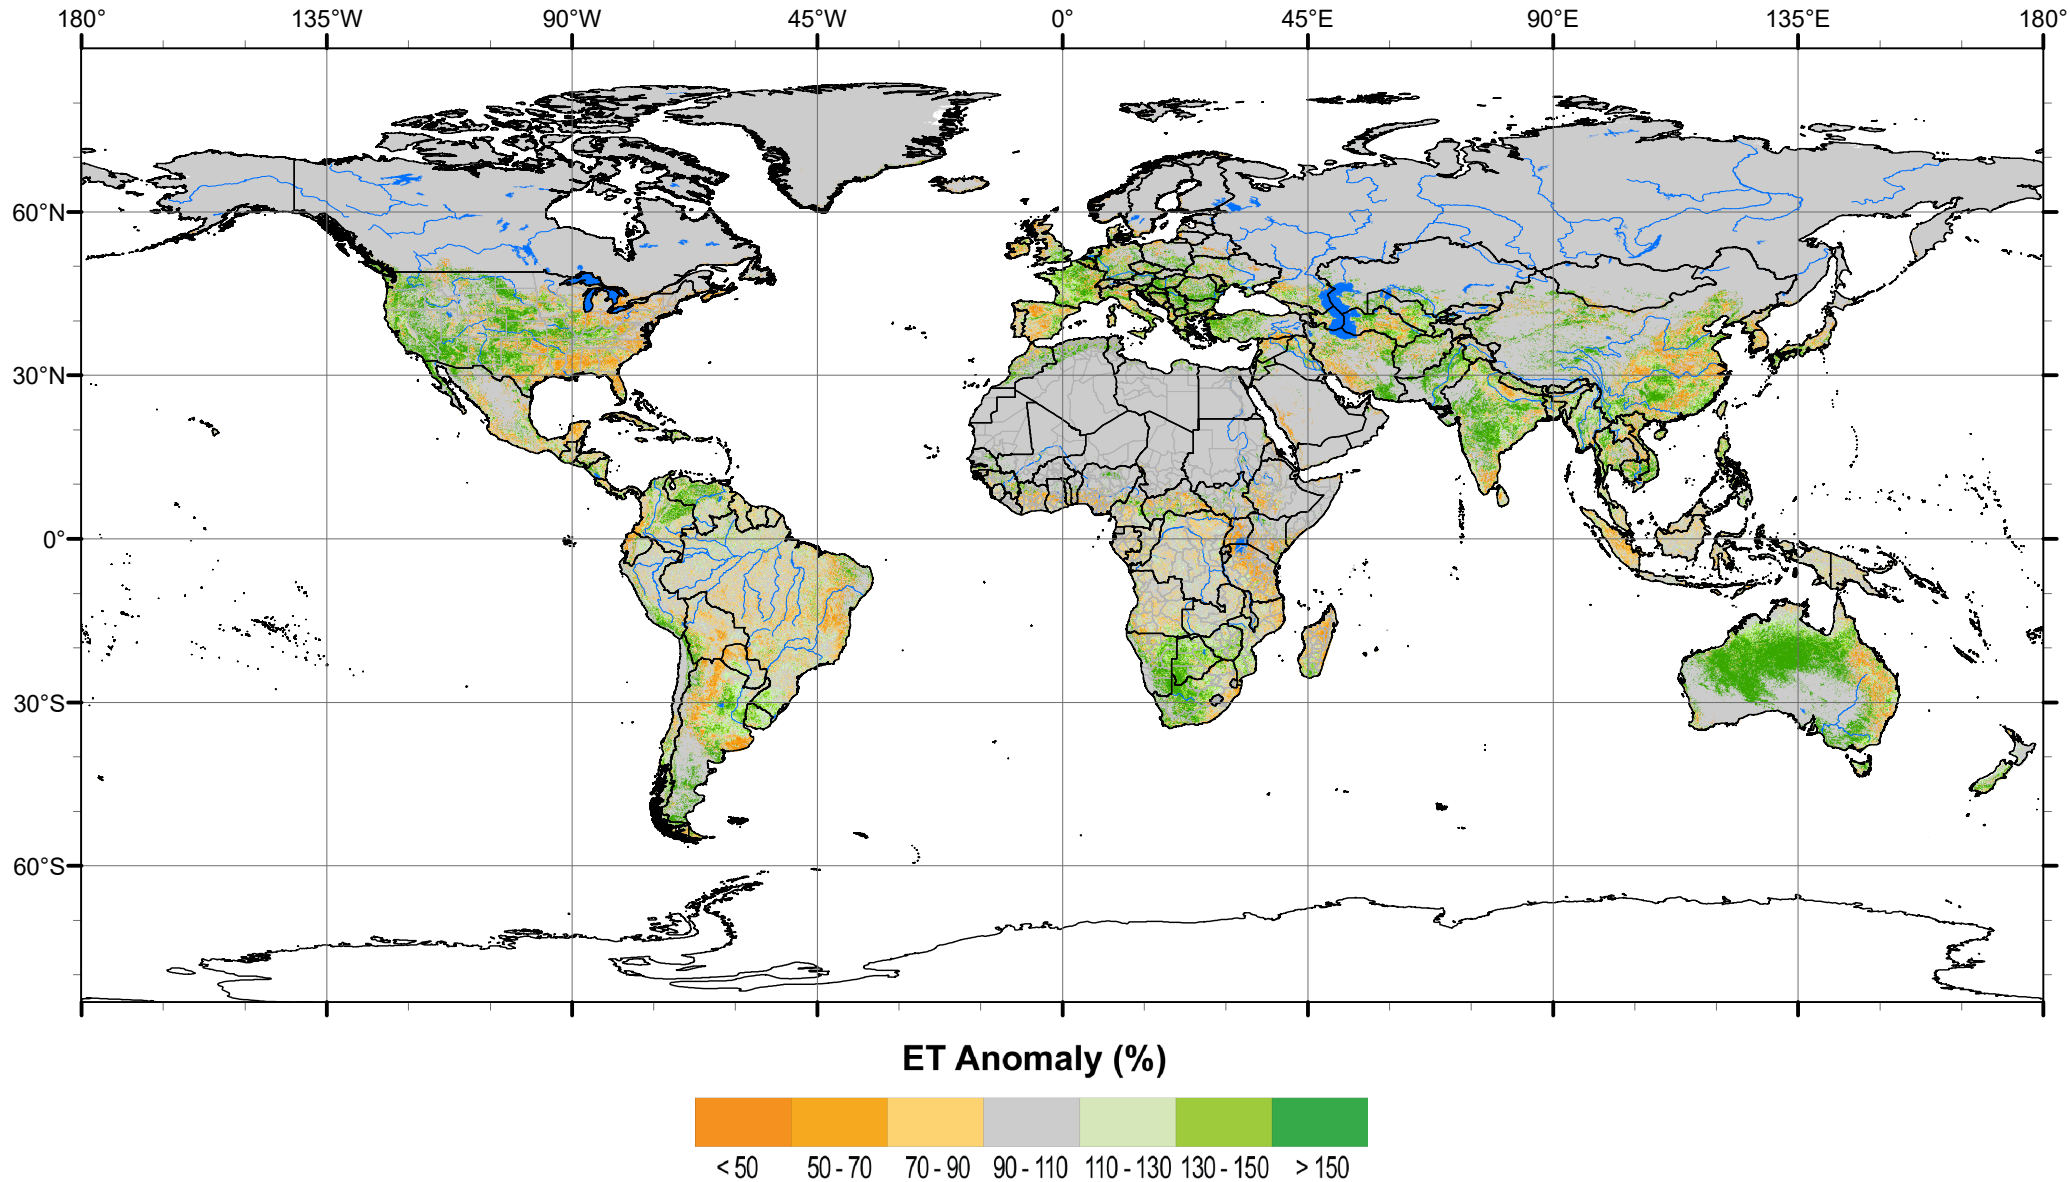 180° 135°W 90°W 45°W 0° 45°E 90°E 135°E 180°
60°N
30°N
0°
30°S
60°S
ET Anomaly (%)
< 50 50 - 70 70 - 90 90 - 110 110 - 130 130 - 150 > 150